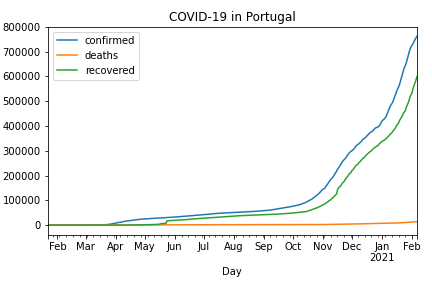 COVID-19 in Portugal
confirmed
deaths
recovered
800000
700000
600000
500000
400000
300000
200000
100000
0
Feb Mar Apr May Jun Jul Aug Sep Oct Nov Dec Jan Feb
2021
Day